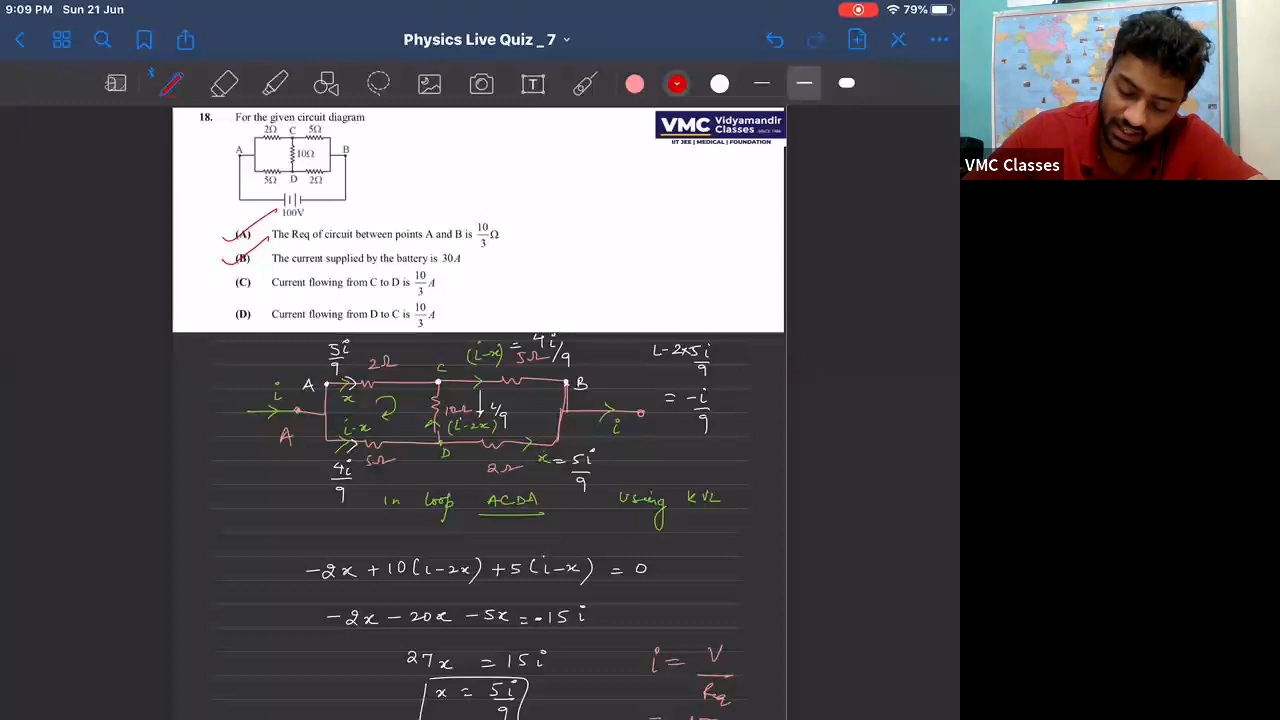 9:09 PM Sun 21 Jun
79%
Physics Live Quiz _ 7
VMC Classes
18. For the given circuit diagram
VMC Vidyamandir Classes SINCE 1986
IIT JEE | MEDICAL | FOUNDATION
2Ω C 5Ω
A 10Ω B
5Ω D 2Ω
100V
(A) The Req of circuit between points A and B is 10/3 Ω
(B) The current supplied by the battery is 30A
(C) Current flowing from C to D is 10/3 A
(D) Current flowing from D to C is 10/3 A
5i/9 2Ω (i-x) = 4i/9 5Ω
i - 2×5i/9
A C B
i x = -i/9
10Ω i/9
A i-x (i-2x) i
5Ω D 2Ω x = 5i/9
4i/9
In loop ACDA Using KVL
-2x + 10(i-2x) + 5(i-x) = 0
-2x - 20x - 5x = -15i
27x = 15i
i = V/Req
x = 5i/9